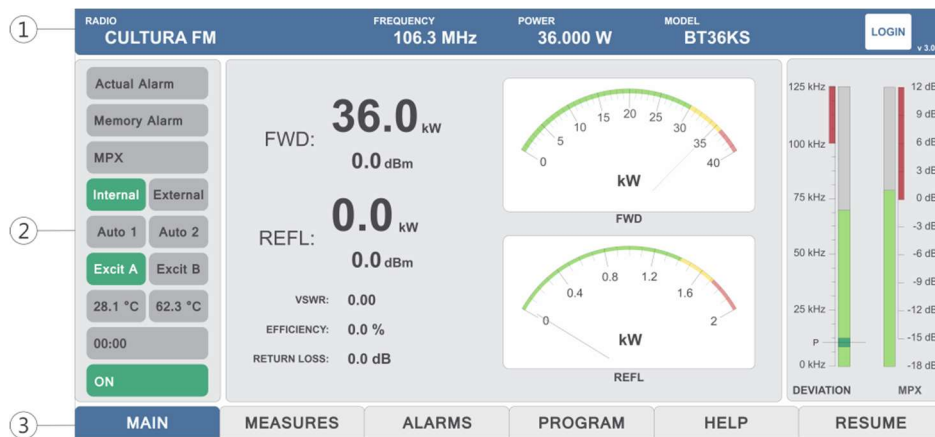 1
RADIO FREQUENCY POWER MODEL
CULTURA FM 106.3 MHz 36.000 W BT36KS
LOGIN
v 3.0
2
Actual Alarm
Memory Alarm
MPX
Internal External
Auto 1 Auto 2
Excit A Excit B
28.1 °C 62.3 °C
00:00
ON
FWD: 36.0 kW
0.0 dBm
REFL: 0.0 kW
0.0 dBm
VSWR: 0.00
EFFICIENCY: 0.0 %
RETURN LOSS: 0.0 dB
0 5 10 15 20 25 30 35 40
kW
FWD
0 0.4 0.8 1.2 1.6 2
kW
REFL
125 kHz
100 kHz
75 kHz
50 kHz
25 kHz
P
0 kHz
DEVIATION
12 dB
9 dB
6 dB
3 dB
0 dB
-3 dB
-6 dB
-9 dB
-12 dB
-15 dB
-18 dB
MPX
3
MAIN MEASURES ALARMS PROGRAM HELP RESUME